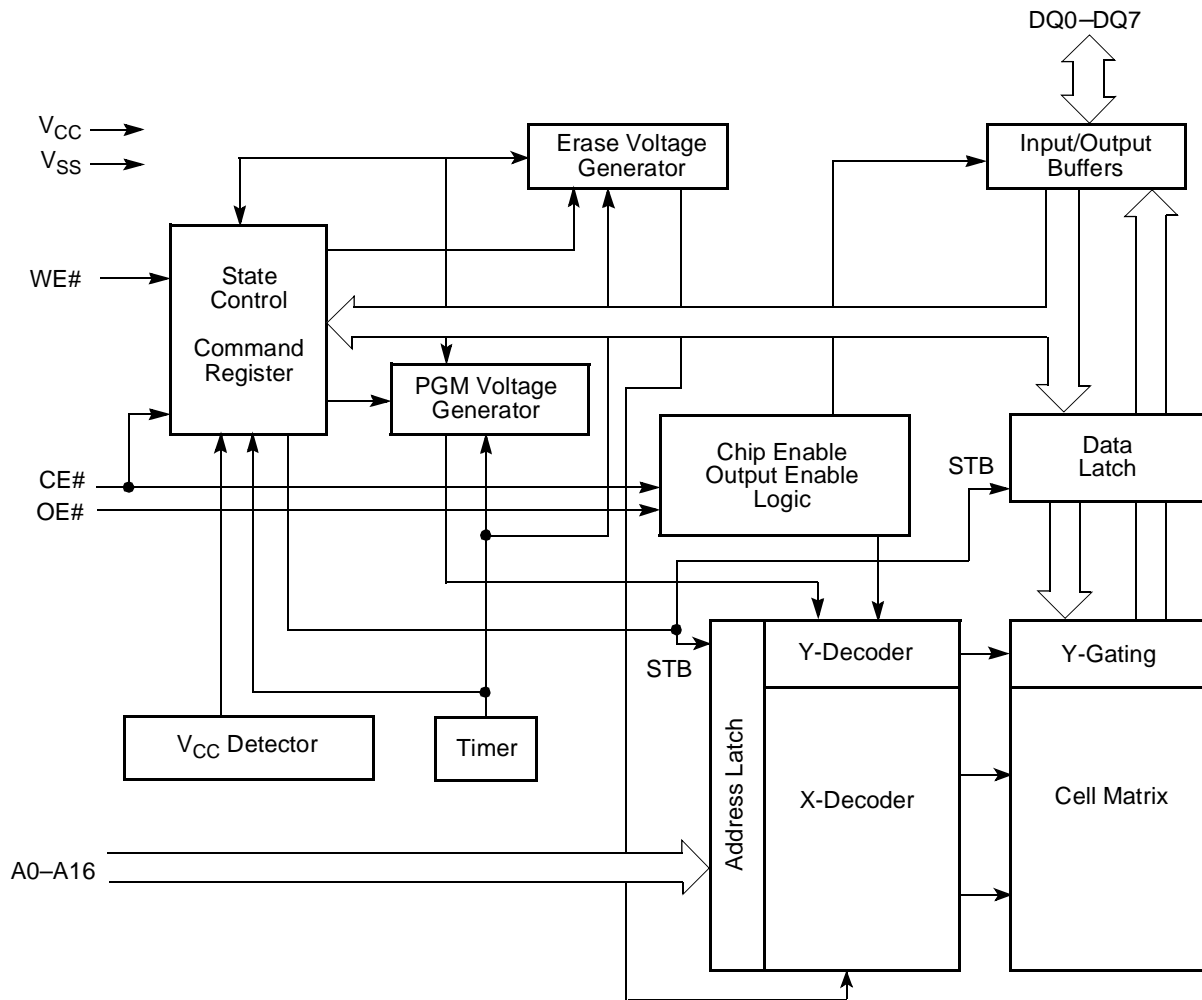 DQ0–DQ7
VCC
VSS
Erase Voltage
Generator
Input/Output
Buffers
WE#
State
Control
Command
Register
PGM Voltage
Generator
Chip Enable
Output Enable
Logic
STB
Data
Latch
CE#
OE#
STB
Y-Decoder
Y-Gating
VCC Detector
Timer
Address Latch
X-Decoder
Cell Matrix
A0–A16